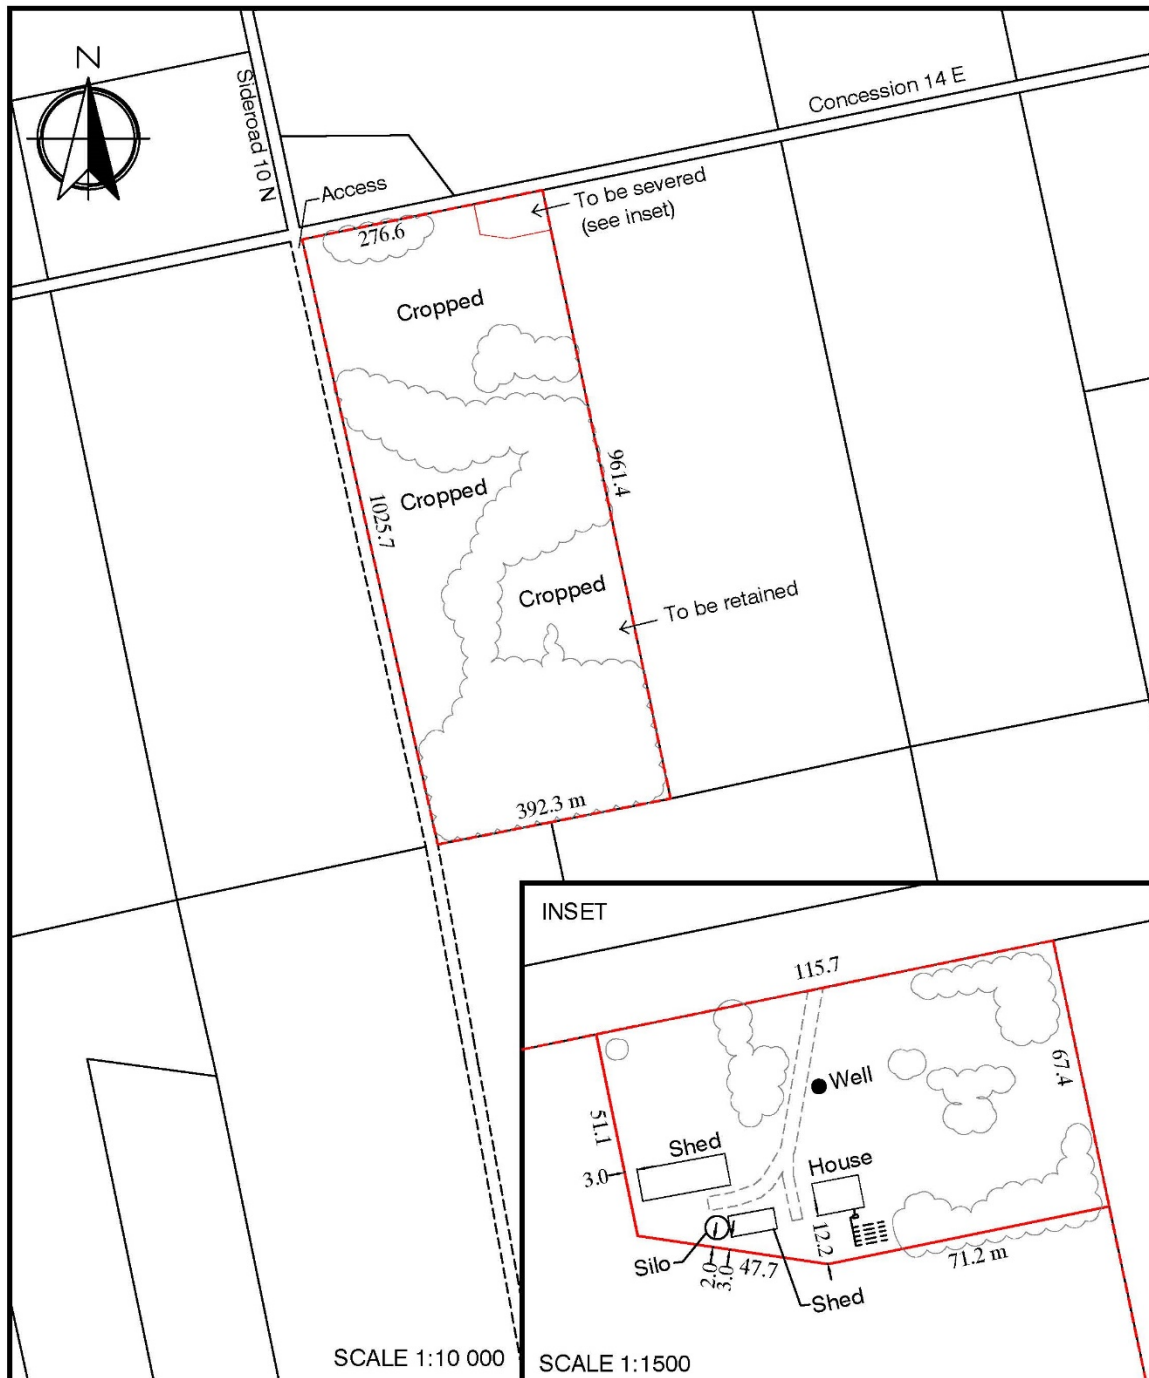 N
Sideroad 10 N
Concession 14 E
Access
To be severed
(see inset)
276.6
Cropped
961.4
Cropped
1025.7
Cropped
To be retained
392.3 m
INSET
115.7
67.4
Well
51.1
Shed
House
3.0
12.2
Silo
2.0
3.0
47.7
71.2 m
Shed
SCALE 1:10 000
SCALE 1:1500